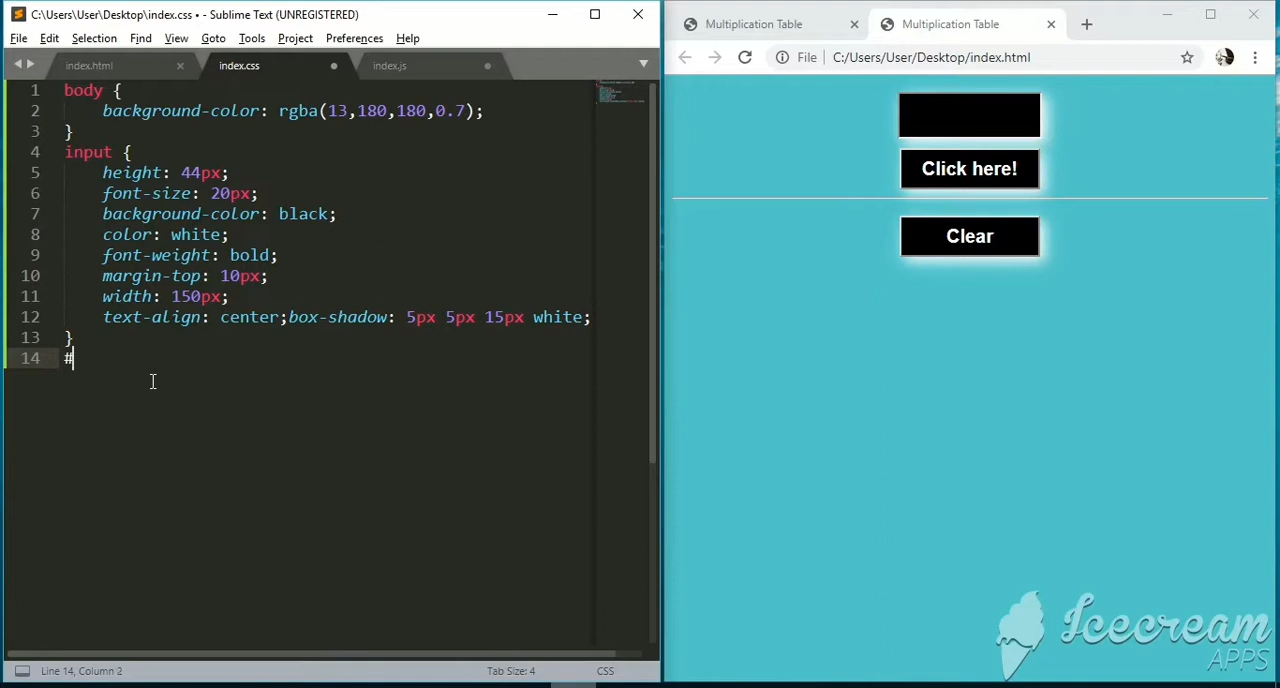 C:\Users\User\Desktop\index.css • - Sublime Text (UNREGISTERED)
File Edit Selection Find View Goto Tools Project Preferences Help
index.html index.css index.js
1 body {
2 background-color: rgba(13,180,180,0.7);
3 }
4 input {
5 height: 44px;
6 font-size: 20px;
7 background-color: black;
8 color: white;
9 font-weight: bold;
10 margin-top: 10px;
11 width: 150px;
12 text-align: center;box-shadow: 5px 5px 15px white;
13 }
14 #
Line 14, Column 2 Tab Size: 4 CSS
Multiplication Table Multiplication Table
File C:/Users/User/Desktop/index.html
Click here!
Clear
Icecream
APPS